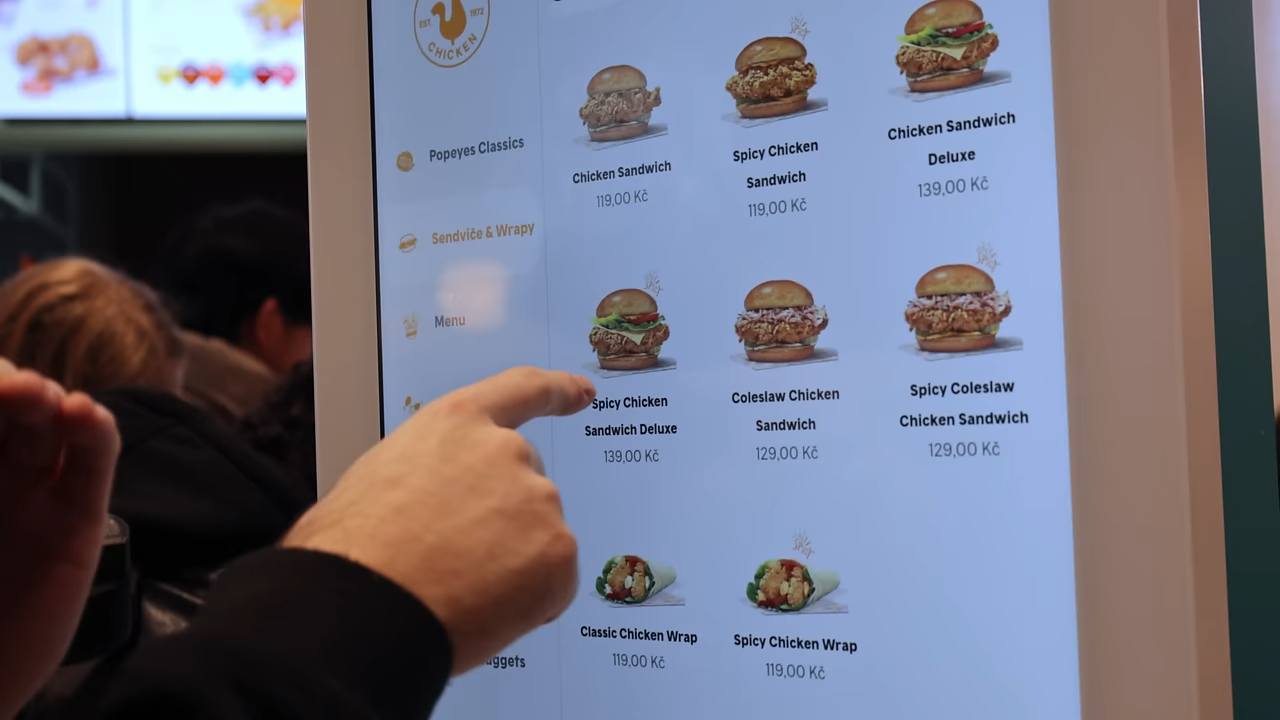 EST. 1972
CHICKEN
Popeyes Classics
Sendviče & Wrapy
Menu
Chicken Sandwich
119,00 Kč
Spicy Chicken
Sandwich
119,00 Kč
Chicken Sandwich
Deluxe
139,00 Kč
Spicy Chicken
Sandwich Deluxe
139,00 Kč
Coleslaw Chicken
Sandwich
129,00 Kč
Spicy Coleslaw
Chicken Sandwich
129,00 Kč
Classic Chicken Wrap
119,00 Kč
Spicy Chicken Wrap
119,00 Kč